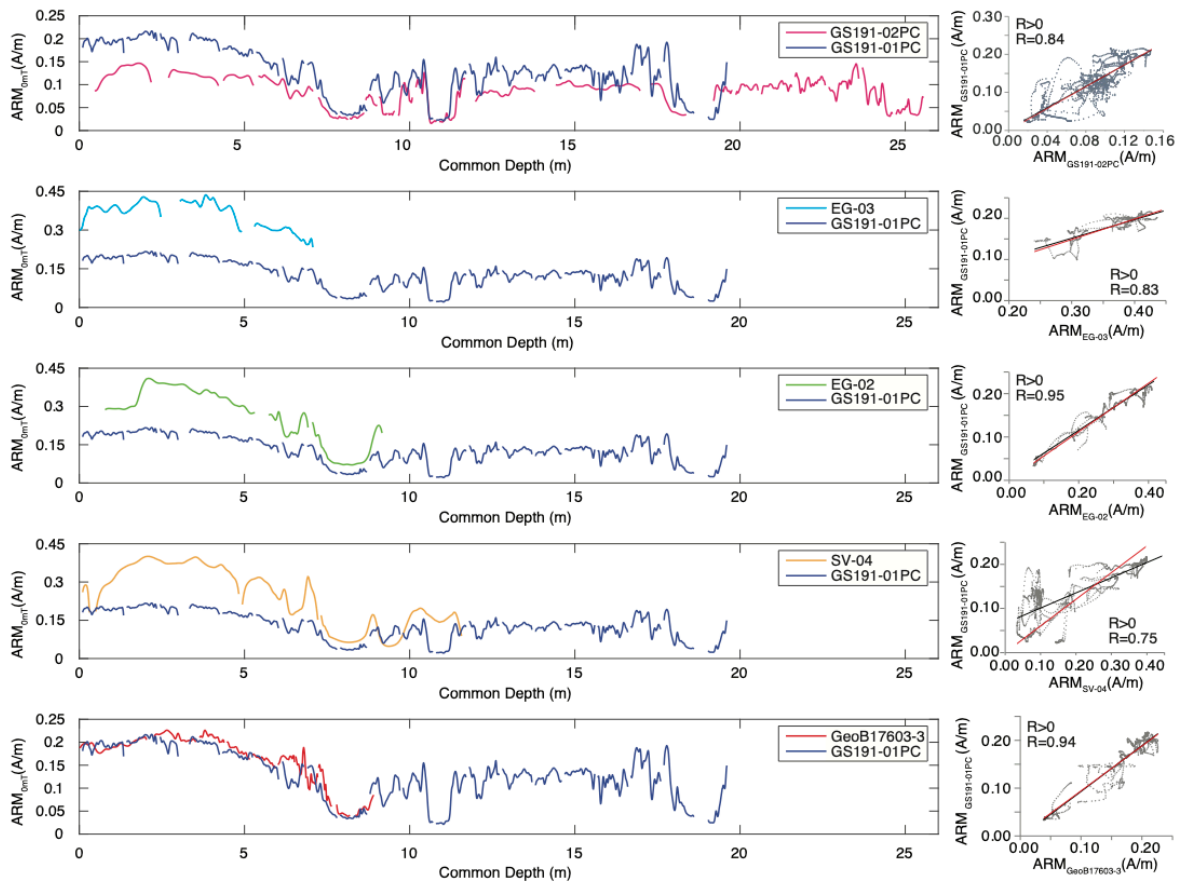 0.25
0.2
0.15
0.1
0.05
0
ARM0mT(A/m)
GS191-02PC
GS191-01PC
0 5 10 15 20 25
Common Depth (m)
0.30
0.20
0.10
0.00
ARMGS191-01PC (A/m)
R>0
R=0.84
0.04 0.08 0.12 0.16
ARMGS191-02PC(A/m)
0.45
0.3
0.15
0
ARM0mT(A/m)
EG-03
GS191-01PC
0 5 10 15 20 25
Common Depth (m)
0.20
0.10
0.00
ARMGS191-01PC (A/m)
R>0
R=0.83
0.20 0.30 0.40
ARMEG-03(A/m)
0.45
0.3
0.15
0
ARM0mT(A/m)
EG-02
GS191-01PC
0 5 10 15 20 25
Common Depth (m)
0.20
0.10
0.00
ARMGS191-01PC (A/m)
R>0
R=0.95
0.00 0.10 0.20 0.30 0.40
ARMEG-02(A/m)
0.45
0.3
0.15
0
ARM0mT(A/m)
SV-04
GS191-01PC
0 5 10 15 20 25
Common Depth (m)
0.20
0.10
0.00
ARMGS191-01PC (A/m)
R>0
R=0.75
0.10 0.20 0.30 0.40
ARMSV-04(A/m)
0.25
0.2
0.15
0.1
0.05
0
ARM0mT(A/m)
GeoB17603-3
GS191-01PC
0 5 10 15 20 25
Common Depth (m)
0.20
0.10
0.00
ARMGS191-01PC (A/m)
R>0
R=0.94
0.00 0.10 0.20
ARMGeoB17603-3(A/m)